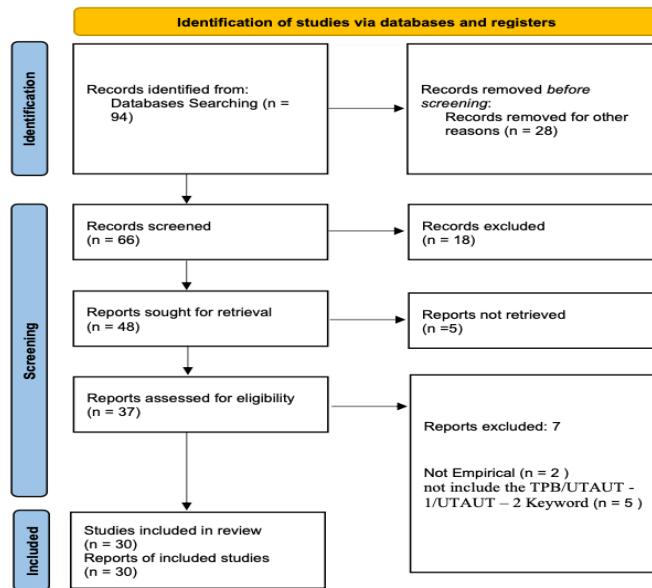 Identification of studies via databases and registers
Identification
Records identified from:
Databases Searching (n =
94)
Records removed before
screening:
Records removed for other
reasons (n = 28)
Screening
Records screened
(n = 66)
Records excluded
(n = 18)
Reports sought for retrieval
(n = 48)
Reports not retrieved
(n =5)
Reports assessed for eligibility
(n = 37)
Reports excluded: 7
Not Empirical (n = 2 )
not include the TPB/UTAUT -
1/UTAUT – 2 Keyword (n = 5 )
Included
Studies included in review
(n = 30)
Reports of included studies
(n = 30)